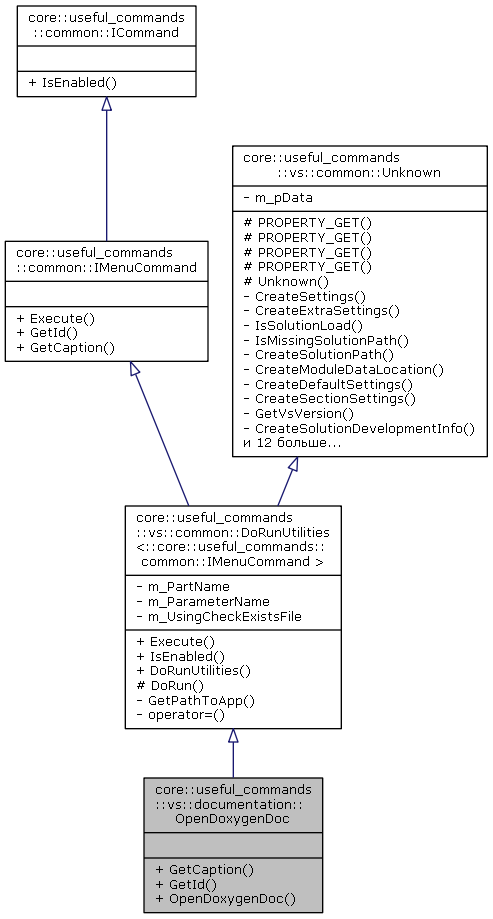 core::useful_commands
::common::ICommand
+ IsEnabled()
core::useful_commands
::vs::common::Unknown
- m_pData
# PROPERTY_GET()
# PROPERTY_GET()
# PROPERTY_GET()
# PROPERTY_GET()
# Unknown()
- CreateSettings()
- CreateExtraSettings()
- IsSolutionLoad()
- IsMissingSolutionPath()
- CreateSolutionPath()
- CreateModuleDataLocation()
- CreateDefaultSettings()
- CreateSectionSettings()
- GetVsVersion()
- CreateSolutionDevelopmentInfo()
и 12 больше...
core::useful_commands
::common::IMenuCommand
+ Execute()
+ GetId()
+ GetCaption()
core::useful_commands
::vs::common::DoRunUtilities
<::core::useful_commands::
common::IMenuCommand >
- m_PartName
- m_ParameterName
- m_UsingCheckExistsFile
+ Execute()
+ IsEnabled()
+ DoRunUtilities()
# DoRun()
- GetPathToApp()
- operator=()
core::useful_commands
::vs::documentation::
OpenDoxygenDoc
+ GetCaption()
+ GetId()
+ OpenDoxygenDoc()